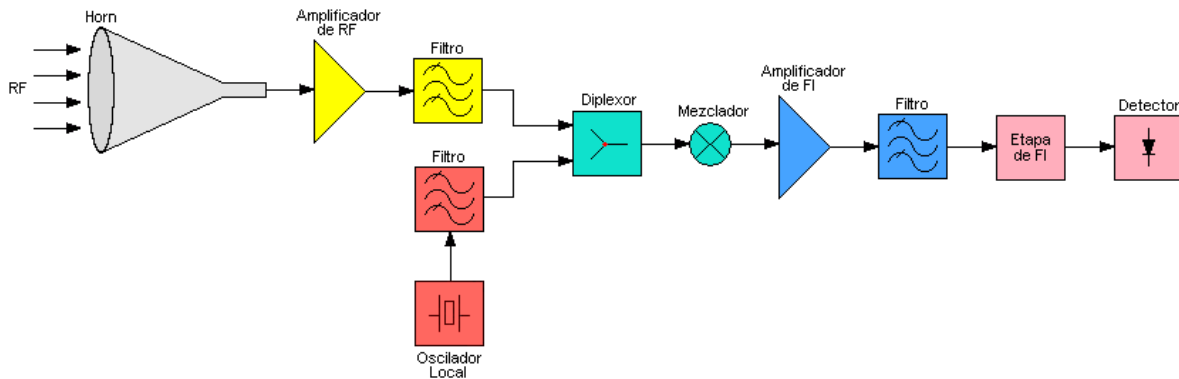 Horn
RF
Amplificador
de RF
Filtro
Filtro
Oscilador
Local
Diplexor
Mezclador
Amplificador
de FI
Filtro
Etapa
de FI
Detector